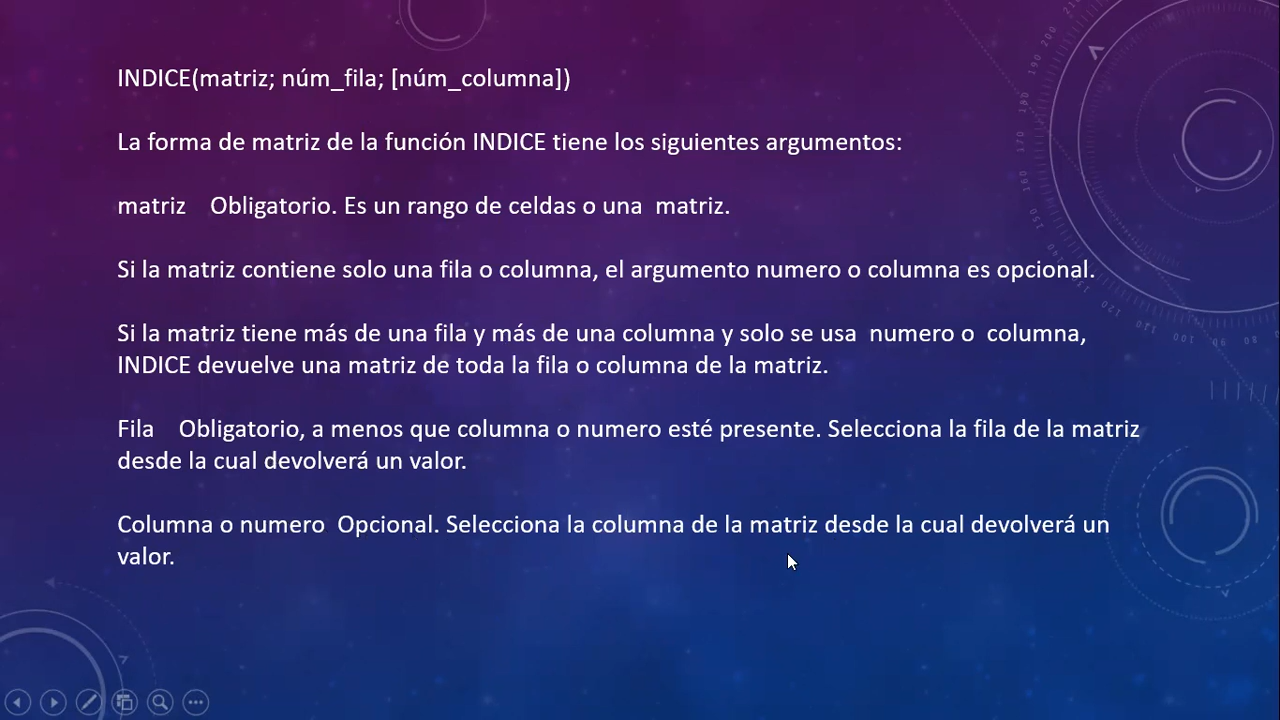 INDICE(matriz; núm_fila; [núm_columna])
La forma de matriz de la función INDICE tiene los siguientes argumentos:
matriz    Obligatorio. Es un rango de celdas o una  matriz.
Si la matriz contiene solo una fila o columna, el argumento numero o columna es opcional.
Si la matriz tiene más de una fila y más de una columna y solo se usa  numero o  columna,
INDICE devuelve una matriz de toda la fila o columna de la matriz.
Fila    Obligatorio, a menos que columna o numero esté presente. Selecciona la fila de la matriz
desde la cual devolverá un valor.
Columna o numero  Opcional. Selecciona la columna de la matriz desde la cual devolverá un
valor.